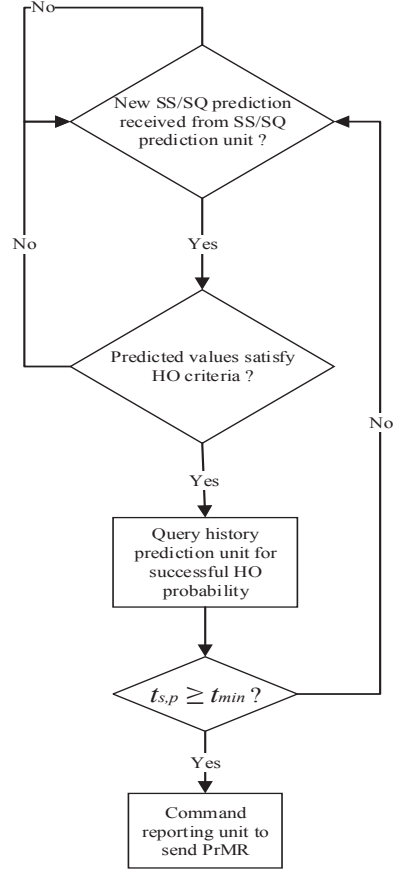 No
New SS/SQ prediction
received from SS/SQ
prediction unit ?
No
Yes
Predicted values satisfy
HO criteria ?
No
Yes
Query history
prediction unit for
successful HO
probability
ts,p ≥ tmin ?
Yes
Command
reporting unit to
send PrMR